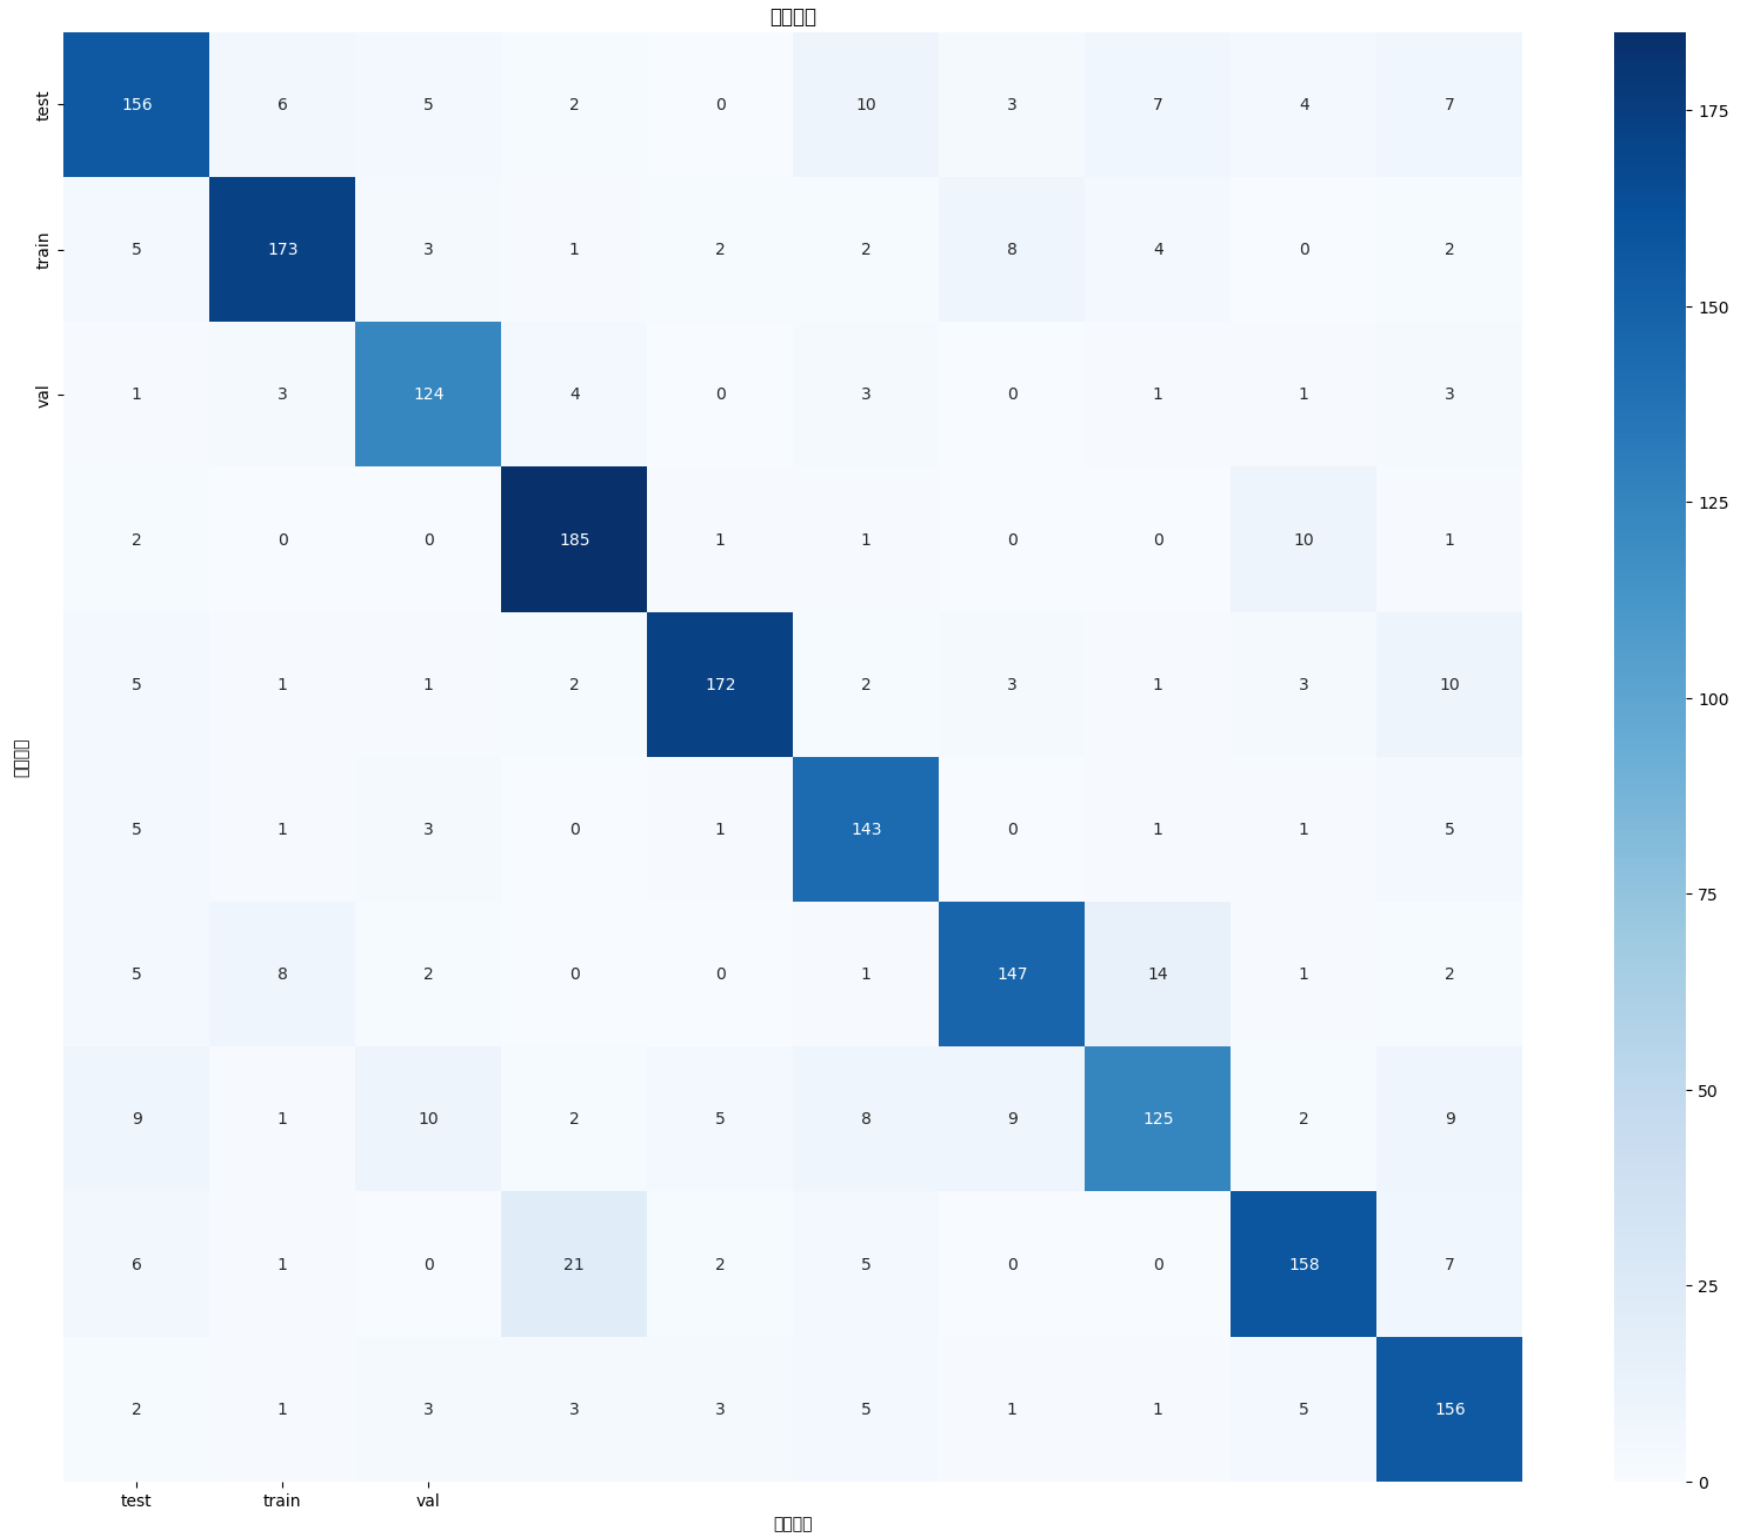 test 156 6 5 2 0 10 3 7 4 7
train 5 173 3 1 2 2 8 4 0 2
val 1 3 124 4 0 3 0 1 1 3
2 0 0 185 1 1 0 0 10 1
5 1 1 2 172 2 3 1 3 10
5 1 3 0 1 143 0 1 1 5
5 8 2 0 0 1 147 14 1 2
9 1 10 2 5 8 9 125 2 9
6 1 0 21 2 5 0 0 158 7
2 1 3 3 3 5 1 1 5 156
test train val
175
150
125
100
75
50
25
0